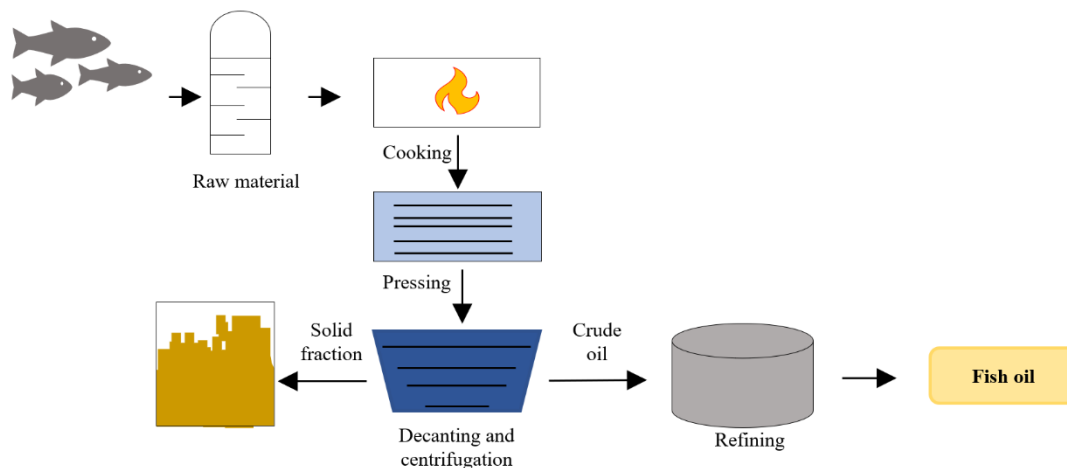 Raw material
Cooking
Pressing
Solid
fraction
Crude
oil
Decanting and
centrifugation
Refining
Fish oil